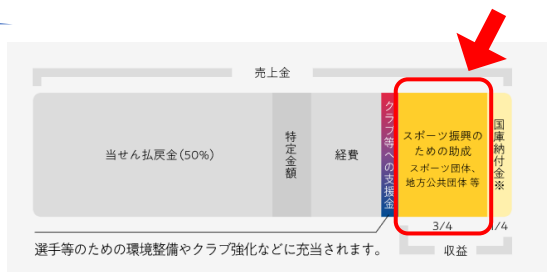 売上金
当せん払戻金(50%)
特定金額
経費
クラブ等への支援金
スポーツ振興の
ための助成
スポーツ団体、
地方公共団体 等
国庫納付金※
3/4
1/4
選手等のための環境整備やクラブ強化などに充当されます。
収益